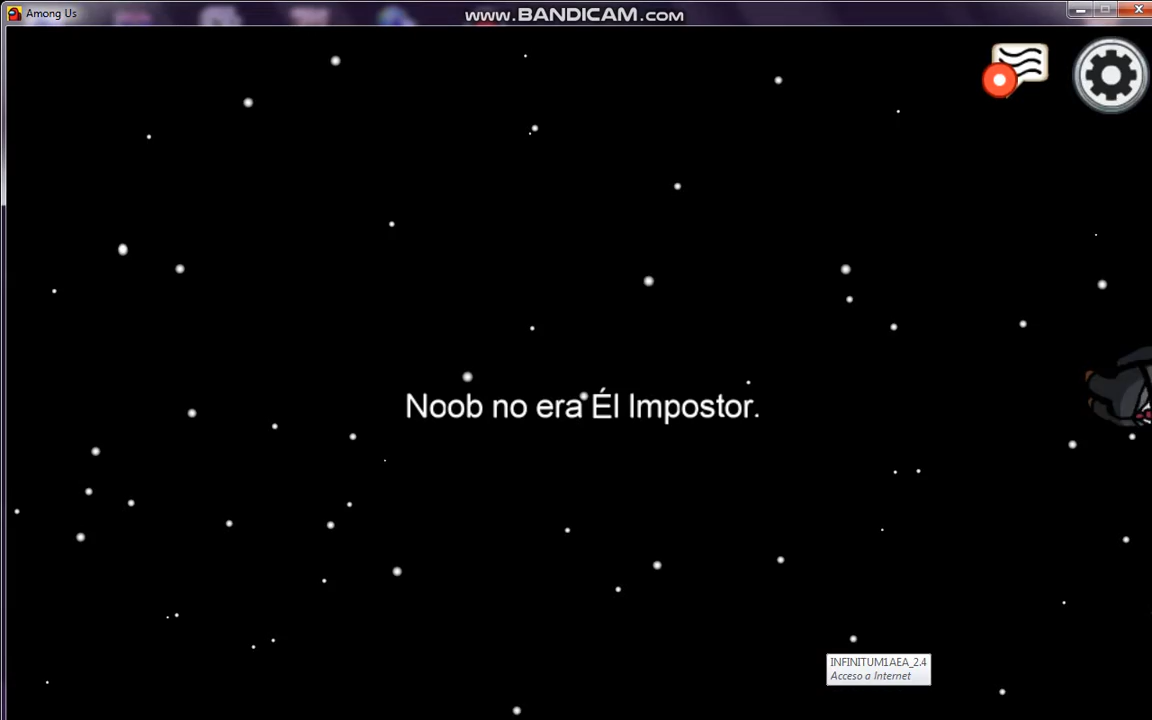 Among Us
www.BANDICAM.com
Noob no era Él Impostor.
INFINITUM1AEA_2.4
Acceso a Internet